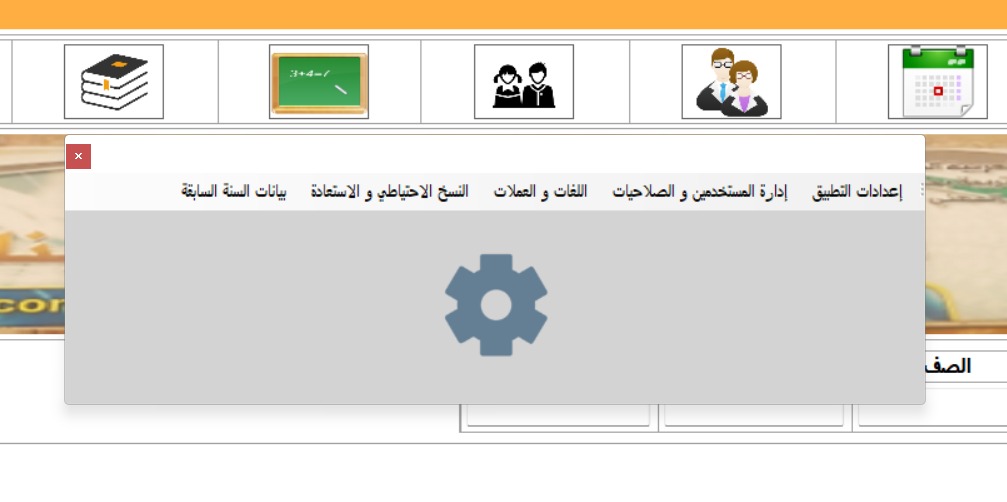 3+4=7
إعدادات التطبيق إدارة المستخدمين و الصلاحيات اللغات و العملات النسخ الاحتياطي و الاستعادة بيانات السنة السابقة
الصف